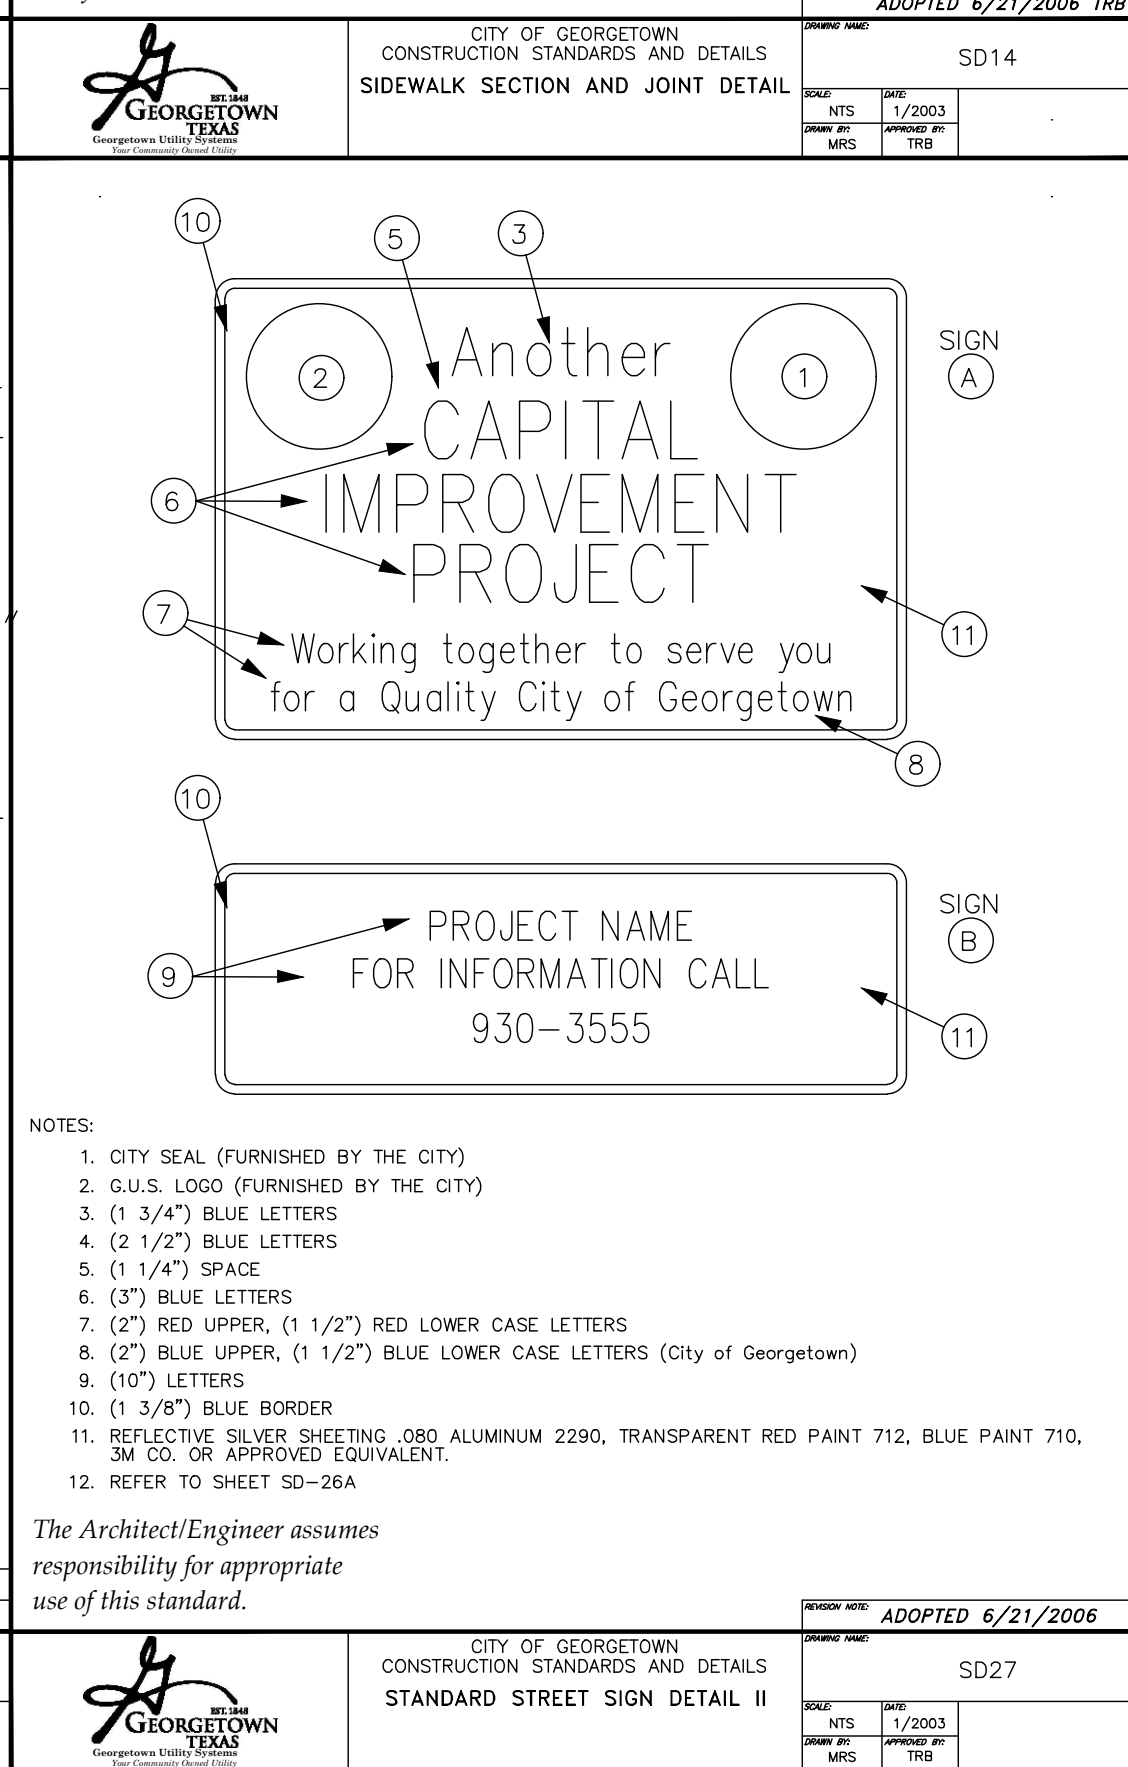 ADOPTED 6/21/2006 TRB
EST. 1848
GEORGETOWN
TEXAS
Georgetown Utility Systems
Your Community Owned Utility
CITY OF GEORGETOWN
CONSTRUCTION STANDARDS AND DETAILS
SIDEWALK SECTION AND JOINT DETAIL
DRAWING NAME:
SD14
SCALE:
NTS
DATE:
1/2003
DRAWN BY:
MRS
APPROVED BY:
TRB
10
5
3
2
1
Another
CAPITAL
IMPROVEMENT
PROJECT
Working together to serve you
for a Quality City of Georgetown
SIGN
A
6
7
11
8
10
PROJECT NAME
FOR INFORMATION CALL
930-3555
SIGN
B
9
11
NOTES:
1. CITY SEAL (FURNISHED BY THE CITY)
2. G.U.S. LOGO (FURNISHED BY THE CITY)
3. (1 3/4") BLUE LETTERS
4. (2 1/2") BLUE LETTERS
5. (1 1/4") SPACE
6. (3") BLUE LETTERS
7. (2") RED UPPER, (1 1/2") RED LOWER CASE LETTERS
8. (2") BLUE UPPER, (1 1/2") BLUE LOWER CASE LETTERS (City of Georgetown)
9. (10") LETTERS
10. (1 3/8") BLUE BORDER
11. REFLECTIVE SILVER SHEETING .080 ALUMINUM 2290, TRANSPARENT RED PAINT 712, BLUE PAINT 710,
3M CO. OR APPROVED EQUIVALENT.
12. REFER TO SHEET SD-26A
The Architect/Engineer assumes
responsibility for appropriate
use of this standard.
REVISION NOTE:
ADOPTED 6/21/2006
EST. 1848
GEORGETOWN
TEXAS
Georgetown Utility Systems
Your Community Owned Utility
CITY OF GEORGETOWN
CONSTRUCTION STANDARDS AND DETAILS
STANDARD STREET SIGN DETAIL II
DRAWING NAME:
SD27
SCALE:
NTS
DATE:
1/2003
DRAWN BY:
MRS
APPROVED BY:
TRB